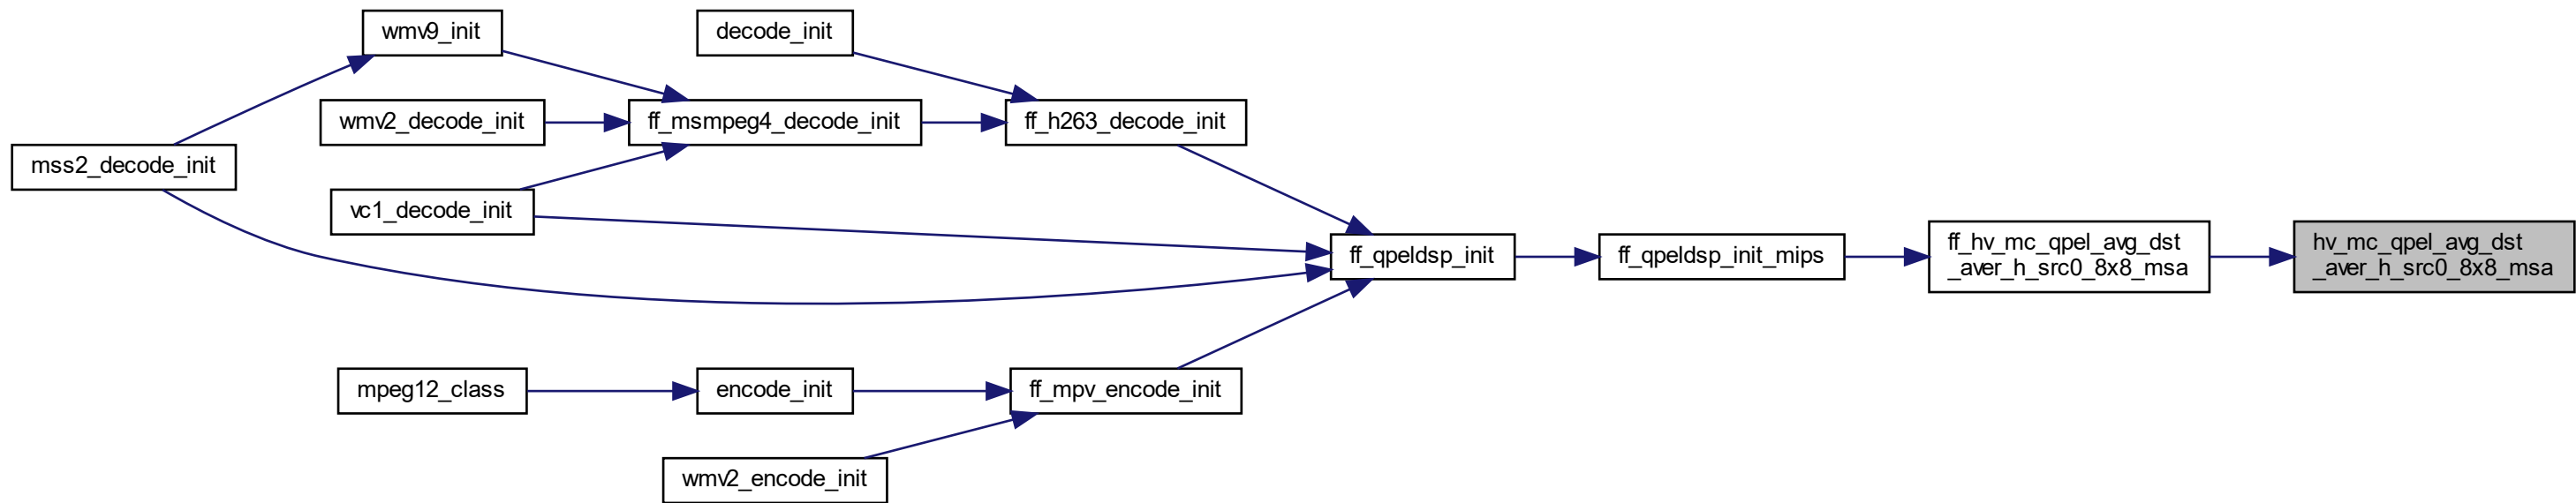 wmv9_init
decode_init
wmv2_decode_init
ff_msmpeg4_decode_init
ff_h263_decode_init
mss2_decode_init
vc1_decode_init
ff_qpeldsp_init
ff_qpeldsp_init_mips
ff_hv_mc_qpel_avg_dst
_aver_h_src0_8x8_msa
hv_mc_qpel_avg_dst
_aver_h_src0_8x8_msa
mpeg12_class
encode_init
ff_mpv_encode_init
wmv2_encode_init